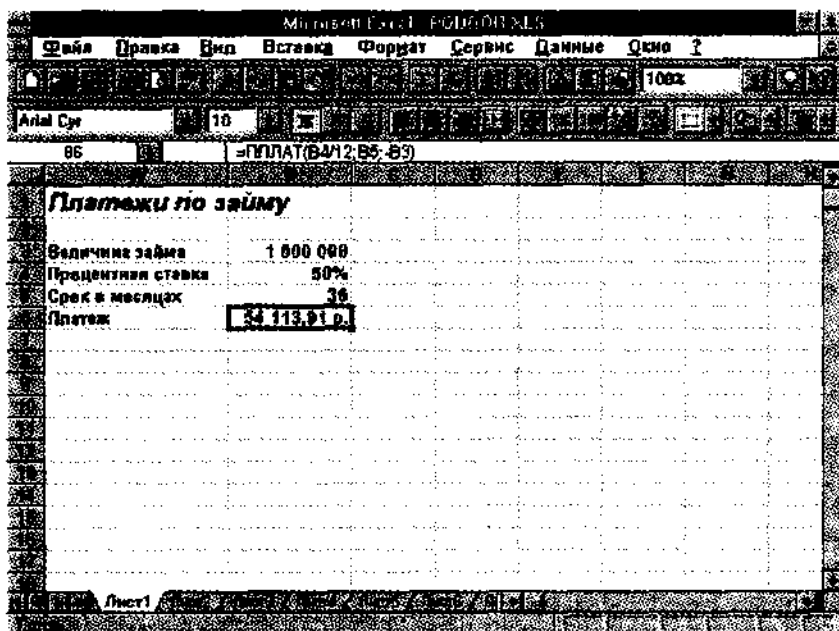 Microsoft Excel - PODBOR.XLS
Файл Правка Вид Вставка Формат Сервис Данные Окно ?
100%
Arial Cyr 10
B6 =ППЛАТ(B4/12;B5;-B3)
Платежи по займу
Величина займа 1 000 000
Процентная ставка 50%
Срок в месяцах 36
Платеж 54 113,91 р.
Лист1